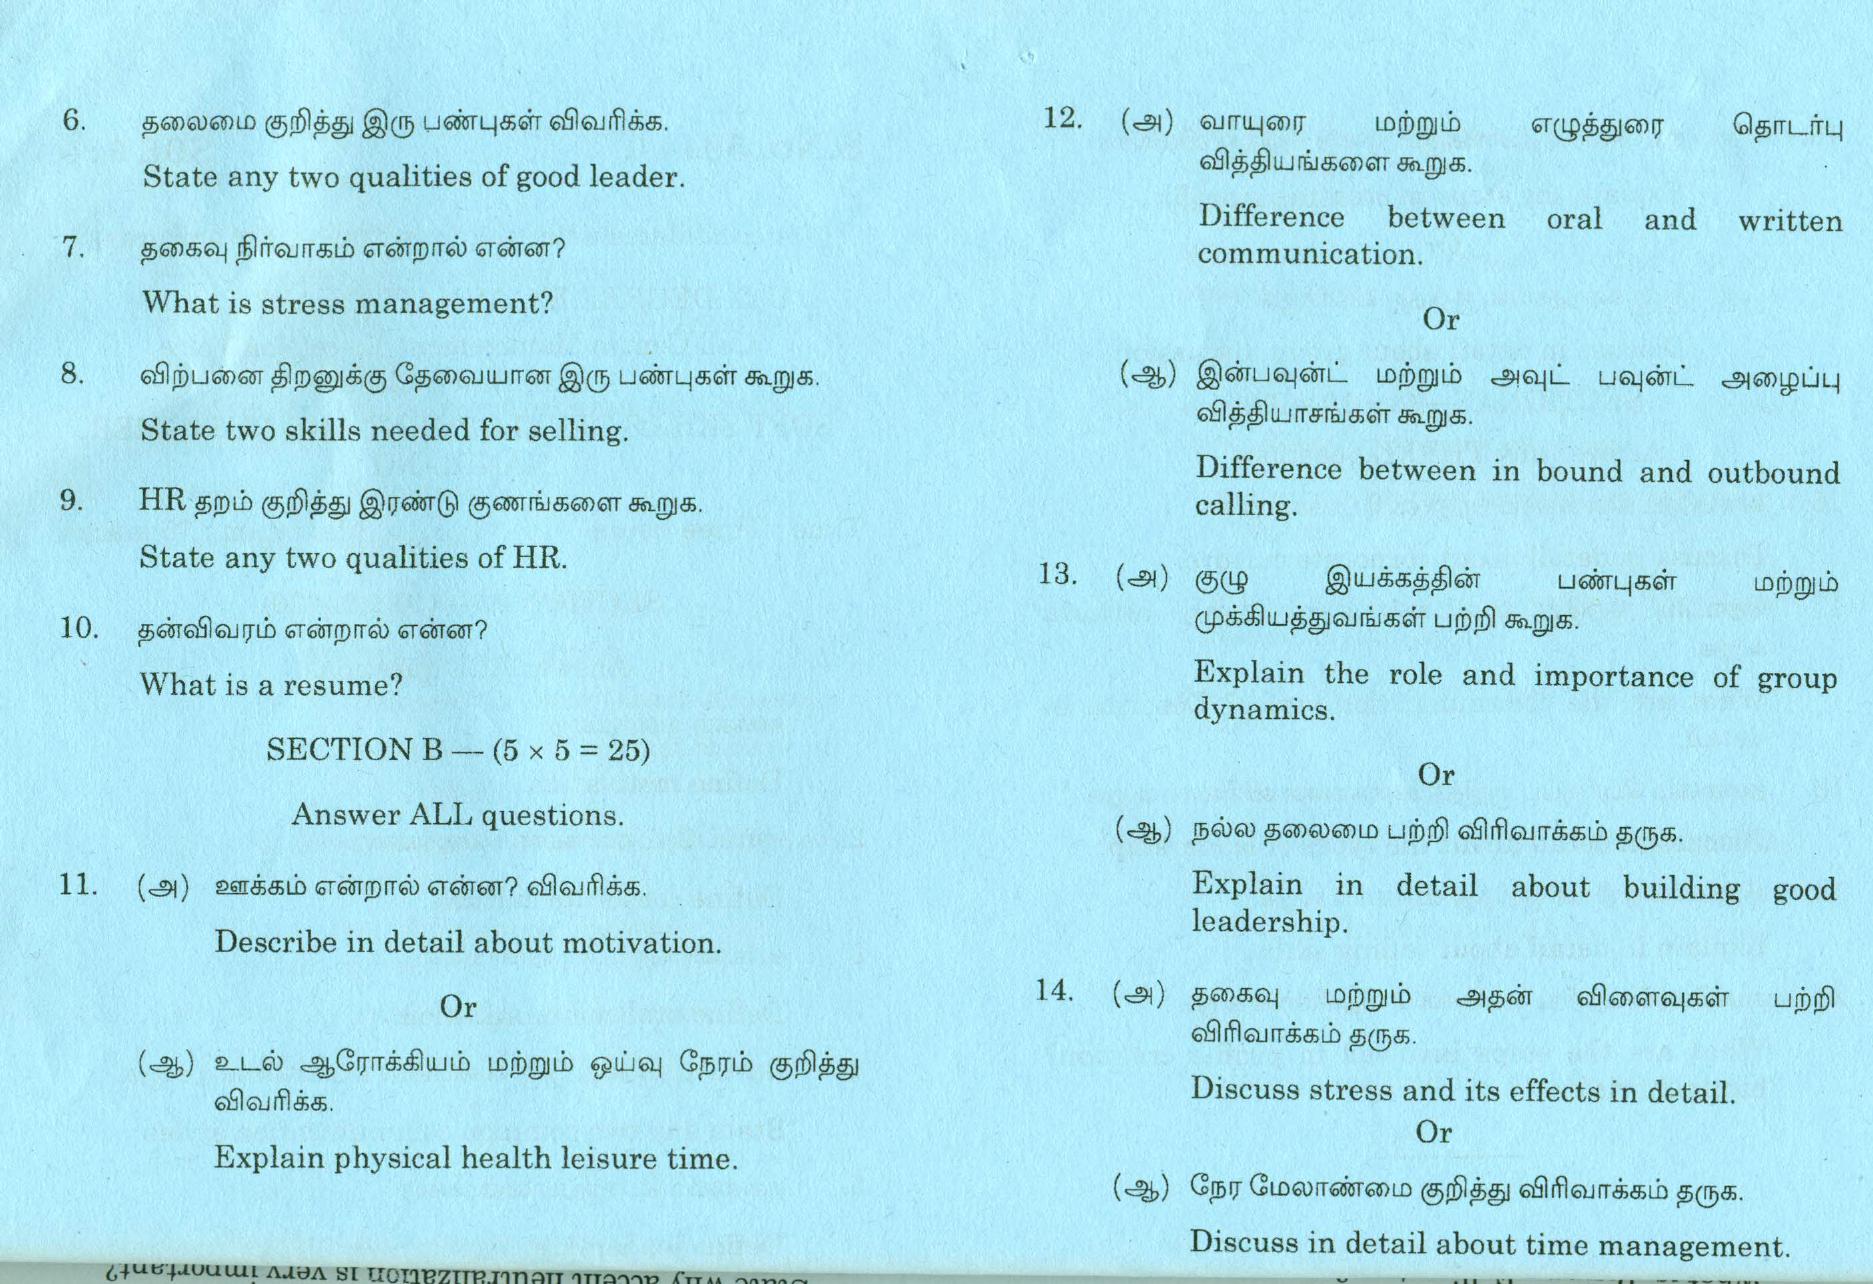 6. தலைமை குறித்து இரு பண்புகள் விவரிக்க.
State any two qualities of good leader.
7. தகைவு நிர்வாகம் என்றால் என்ன?
What is stress management?
8. விற்பனை திறனுக்கு தேவையான இரு பண்புகள் கூறுக.
State two skills needed for selling.
9. HR தறம் குறித்து இரண்டு குணங்களை கூறுக.
State any two qualities of HR.
10. தன்விவரம் என்றால் என்ன?
What is a resume?
SECTION B — (5 × 5 = 25)
Answer ALL questions.
11. (அ) ஊக்கம் என்றால் என்ன? விவரிக்க.
Describe in detail about motivation.
Or
(ஆ) உடல் ஆரோக்கியம் மற்றும் ஒய்வு நேரம் குறித்து
விவரிக்க.
Explain physical health leisure time.
12. (அ) வாயுரை மற்றும் எழுத்துரை தொடர்பு
வித்தியங்களை கூறுக.
Difference between oral and written
communication.
Or
(ஆ) இன்பவுன்ட் மற்றும் அவுட் பவுன்ட் அழைப்பு
வித்தியாசங்கள் கூறுக.
Difference between in bound and outbound
calling.
13. (அ) குழு இயக்கத்தின் பண்புகள் மற்றும்
முக்கியத்துவங்கள் பற்றி கூறுக.
Explain the role and importance of group
dynamics.
Or
(ஆ) நல்ல தலைமை பற்றி விரிவாக்கம் தருக.
Explain in detail about building good
leadership.
14. (அ) தகைவு மற்றும் அதன் விளைவுகள் பற்றி
விரிவாக்கம் தருக.
Discuss stress and its effects in detail.
Or
(ஆ) நேர மேலாண்மை குறித்து விரிவாக்கம் தருக.
Discuss in detail about time management.